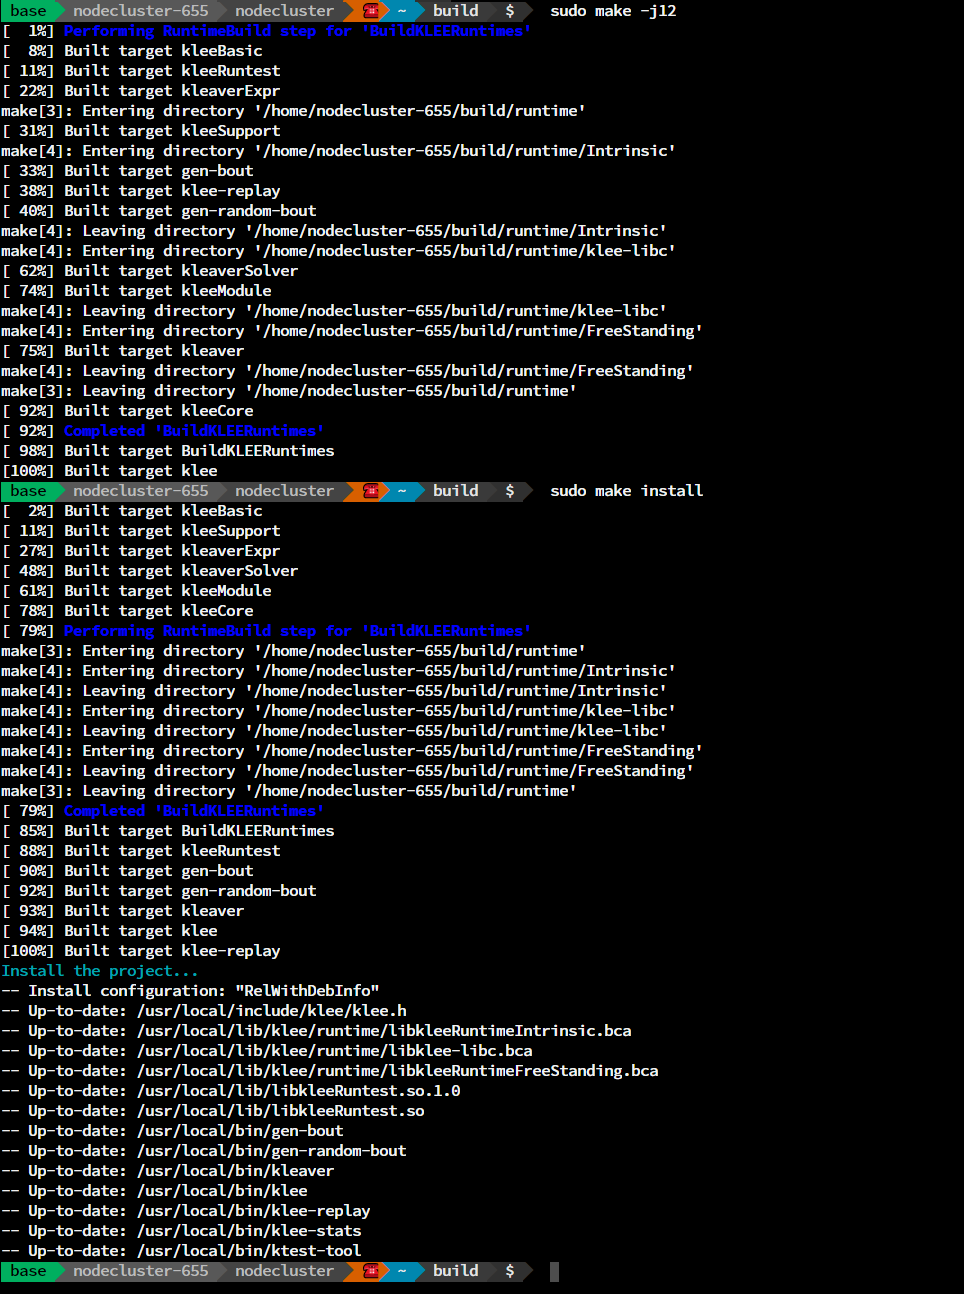 base nodecluster-655 nodecluster ☎ ~ build $ sudo make -j12
[  1%] Performing RuntimeBuild step for 'BuildKLEERuntimes'
[  8%] Built target kleeBasic
[ 11%] Built target kleeRuntest
[ 22%] Built target kleaverExpr
make[3]: Entering directory '/home/nodecluster-655/build/runtime'
[ 31%] Built target kleeSupport
make[4]: Entering directory '/home/nodecluster-655/build/runtime/Intrinsic'
[ 33%] Built target gen-bout
[ 38%] Built target klee-replay
[ 40%] Built target gen-random-bout
make[4]: Leaving directory '/home/nodecluster-655/build/runtime/Intrinsic'
make[4]: Entering directory '/home/nodecluster-655/build/runtime/klee-libc'
[ 62%] Built target kleaverSolver
[ 74%] Built target kleeModule
make[4]: Leaving directory '/home/nodecluster-655/build/runtime/klee-libc'
make[4]: Entering directory '/home/nodecluster-655/build/runtime/FreeStanding'
[ 75%] Built target kleaver
make[4]: Leaving directory '/home/nodecluster-655/build/runtime/FreeStanding'
make[3]: Leaving directory '/home/nodecluster-655/build/runtime'
[ 92%] Built target kleeCore
[ 92%] Completed 'BuildKLEERuntimes'
[ 98%] Built target BuildKLEERuntimes
[100%] Built target klee
base nodecluster-655 nodecluster ☎ ~ build $ sudo make install
[  2%] Built target kleeBasic
[ 11%] Built target kleeSupport
[ 27%] Built target kleaverExpr
[ 48%] Built target kleaverSolver
[ 61%] Built target kleeModule
[ 78%] Built target kleeCore
[ 79%] Performing RuntimeBuild step for 'BuildKLEERuntimes'
make[3]: Entering directory '/home/nodecluster-655/build/runtime'
make[4]: Entering directory '/home/nodecluster-655/build/runtime/Intrinsic'
make[4]: Leaving directory '/home/nodecluster-655/build/runtime/Intrinsic'
make[4]: Entering directory '/home/nodecluster-655/build/runtime/klee-libc'
make[4]: Leaving directory '/home/nodecluster-655/build/runtime/klee-libc'
make[4]: Entering directory '/home/nodecluster-655/build/runtime/FreeStanding'
make[4]: Leaving directory '/home/nodecluster-655/build/runtime/FreeStanding'
make[3]: Leaving directory '/home/nodecluster-655/build/runtime'
[ 79%] Completed 'BuildKLEERuntimes'
[ 85%] Built target BuildKLEERuntimes
[ 88%] Built target kleeRuntest
[ 90%] Built target gen-bout
[ 92%] Built target gen-random-bout
[ 93%] Built target kleaver
[ 94%] Built target klee
[100%] Built target klee-replay
Install the project...
-- Install configuration: "RelWithDebInfo"
-- Up-to-date: /usr/local/include/klee/klee.h
-- Up-to-date: /usr/local/lib/klee/runtime/libkleeRuntimeIntrinsic.bca
-- Up-to-date: /usr/local/lib/klee/runtime/libklee-libc.bca
-- Up-to-date: /usr/local/lib/klee/runtime/libkleeRuntimeFreeStanding.bca
-- Up-to-date: /usr/local/lib/libkleeRuntest.so.1.0
-- Up-to-date: /usr/local/lib/libkleeRuntest.so
-- Up-to-date: /usr/local/bin/gen-bout
-- Up-to-date: /usr/local/bin/gen-random-bout
-- Up-to-date: /usr/local/bin/kleaver
-- Up-to-date: /usr/local/bin/klee
-- Up-to-date: /usr/local/bin/klee-replay
-- Up-to-date: /usr/local/bin/klee-stats
-- Up-to-date: /usr/local/bin/ktest-tool
base nodecluster-655 nodecluster ☎ ~ build $